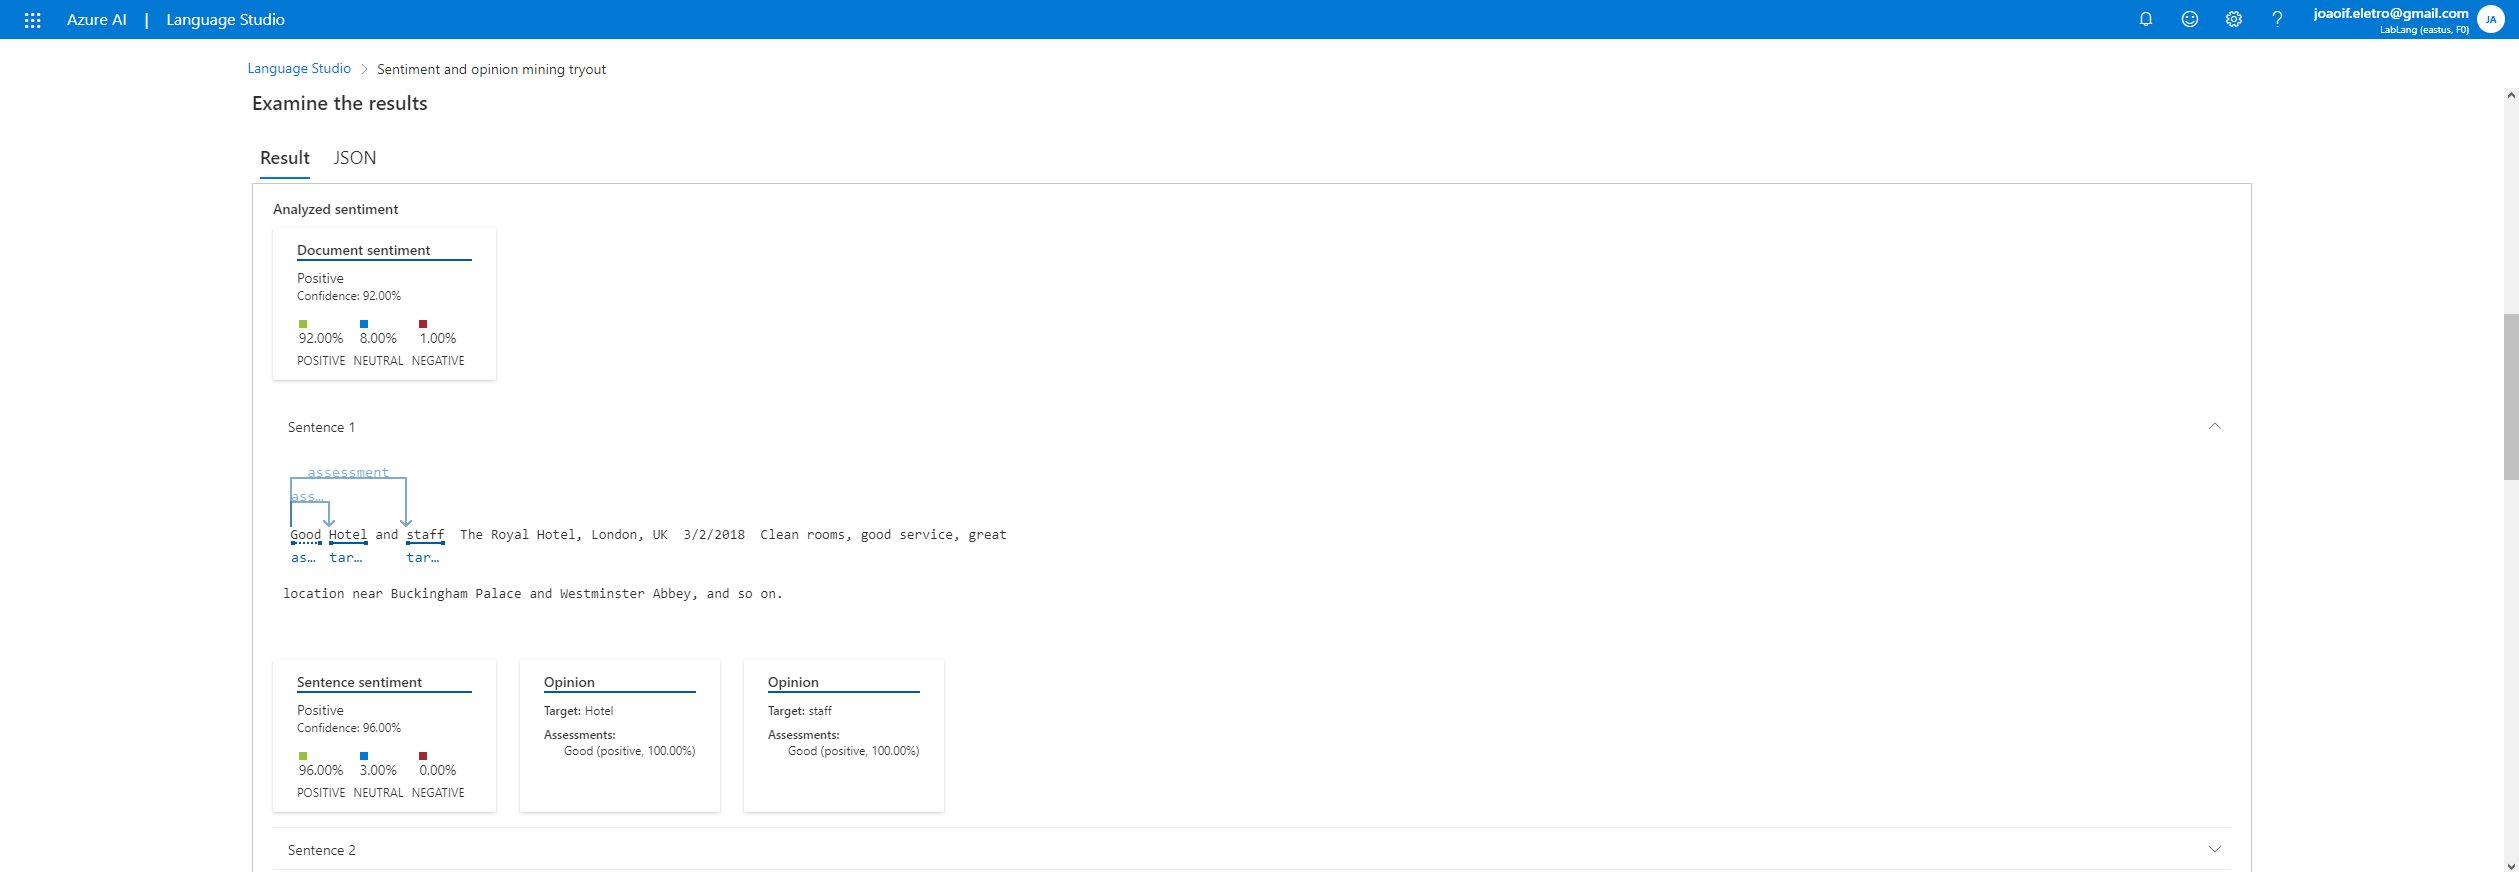 Azure AI | Language Studio
joaoif.eletro@gmail.com
LabLang (eastus, F0)
JA
Language Studio > Sentiment and opinion mining tryout
Examine the results
Result JSON
Analyzed sentiment
Document sentiment
Positive
Confidence: 92.00%
92.00% 8.00% 1.00%
POSITIVE NEUTRAL NEGATIVE
Sentence 1
assessment
ass…
Good Hotel and staff The Royal Hotel, London, UK 3/2/2018 Clean rooms, good service, great
as… tar… tar…
location near Buckingham Palace and Westminster Abbey, and so on.
Sentence sentiment
Positive
Confidence: 96.00%
96.00% 3.00% 0.00%
POSITIVE NEUTRAL NEGATIVE
Opinion
Target: Hotel
Assessments:
Good (positive, 100.00%)
Opinion
Target: staff
Assessments:
Good (positive, 100.00%)
Sentence 2